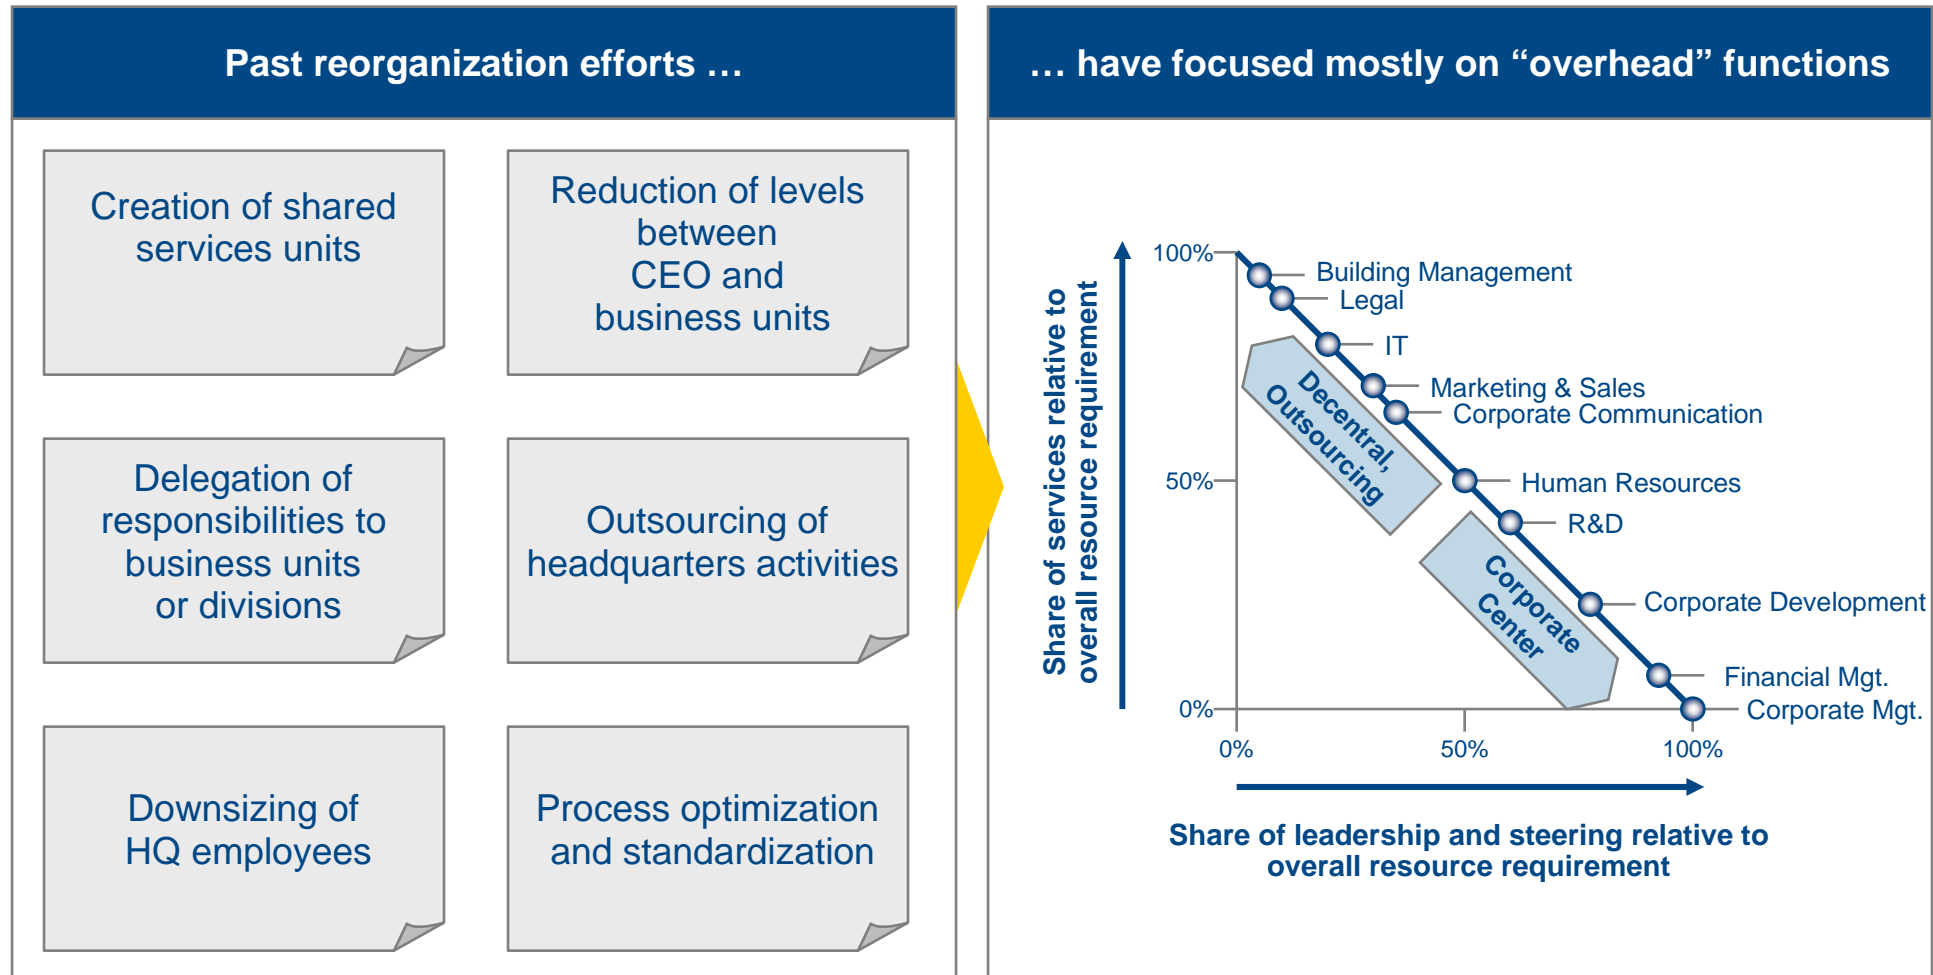 Past reorganization efforts …
Creation of shared
services units
Reduction of levels
between
CEO and
business units
Delegation of
responsibilities to
business units
or divisions
Outsourcing of
headquarters activities
Downsizing of
HQ employees
Process optimization
and standardization
… have focused mostly on “overhead” functions
Share of services relative to
overall resource requirement
100%
50%
0%
Building Management
Legal
IT
Marketing & Sales
Corporate Communication
Human Resources
R&D
Corporate Development
Financial Mgt.
Corporate Mgt.
Decentral,
Outsourcing
Corporate
Center
0%
50%
100%
Share of leadership and steering relative to
overall resource requirement